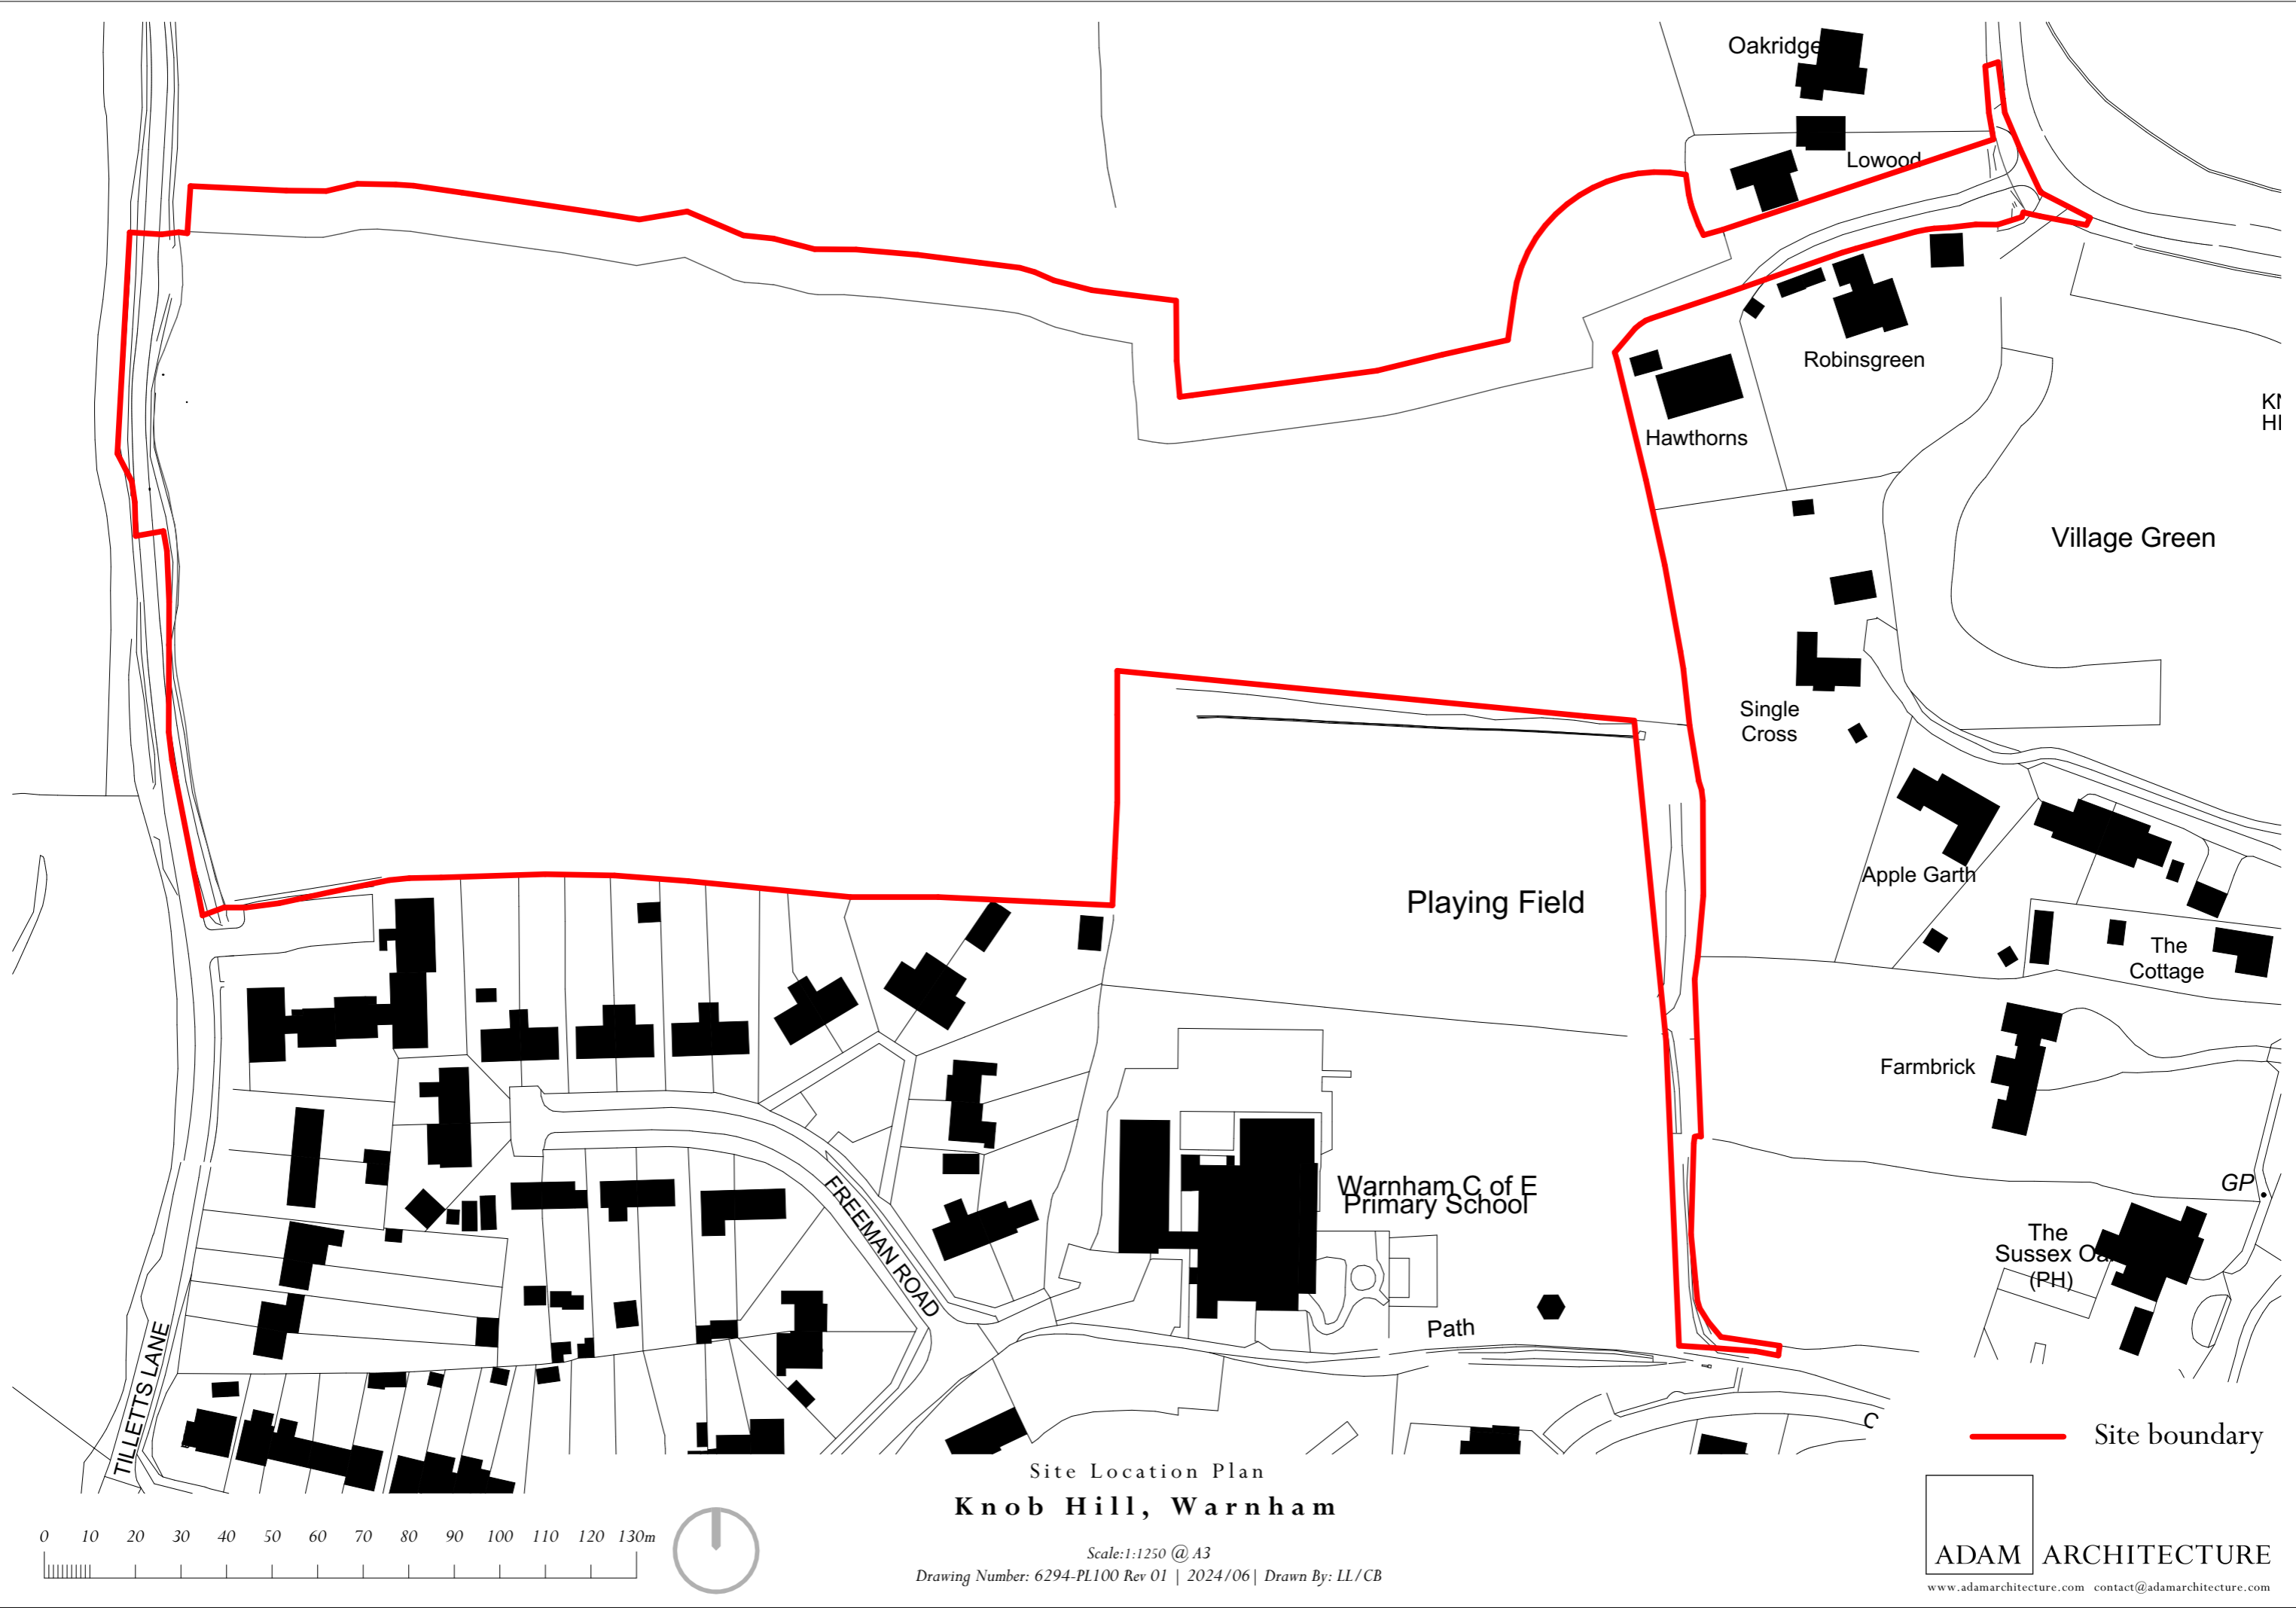 Oakridge
Lowood
Robinsgreen
Hawthorns
Village Green
Single
Cross
Apple Garth
Playing Field
The
Cottage
Farmbrick
Warnham C of E
Primary School
GP
The
Sussex Oa
(PH)
FREEMAN ROAD
Path
TILLETTS LANE
C
Site boundary
Site Location Plan
Knob Hill, Warnham
0 10 20 30 40 50 60 70 80 90 100 110 120 130m
Scale:1:1250 @ A3
Drawing Number: 6294-PL100 Rev 01 | 2024/06| Drawn By: LL/CB
ADAM ARCHITECTURE
www.adamarchitecture.com contact@adamarchitecture.com